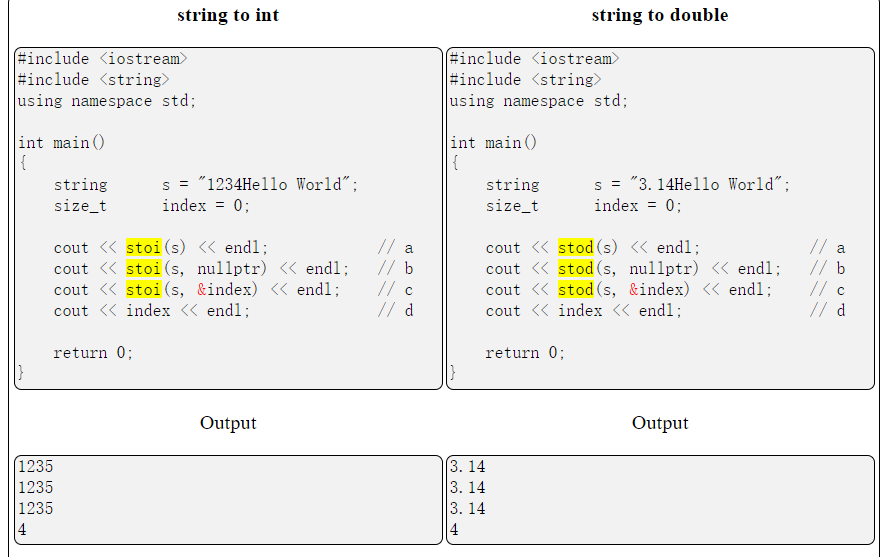 string to int
#include <iostream>
#include <string>
using namespace std;
int main()
{
string s = "1234Hello World";
size_t index = 0;
cout << stoi(s) << endl; // a
cout << stoi(s, nullptr) << endl; // b
cout << stoi(s, &index) << endl; // c
cout << index << endl; // d
return 0;
}
Output
1235
1235
1235
4
string to double
#include <iostream>
#include <string>
using namespace std;
int main()
{
string s = "3.14Hello World";
size_t index = 0;
cout << stod(s) << endl; // a
cout << stod(s, nullptr) << endl; // b
cout << stod(s, &index) << endl; // c
cout << index << endl; // d
return 0;
}
Output
3.14
3.14
3.14
4